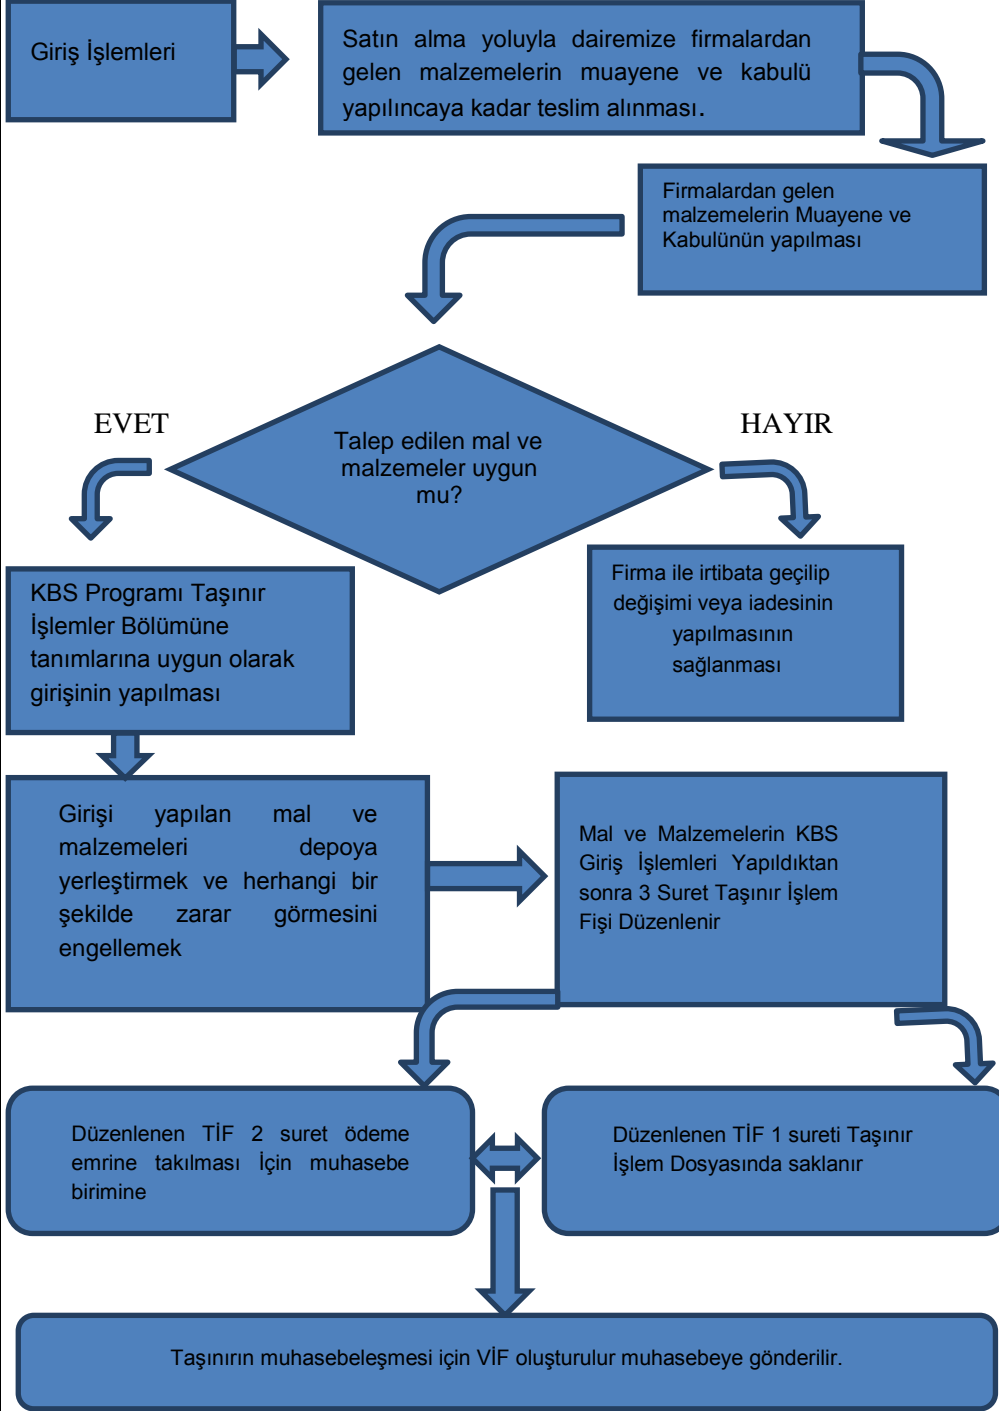 Giriş İşlemleri
Satın alma yoluyla dairemize firmalardan
gelen malzemelerin muayene ve kabulü
yapılıncaya kadar teslim alınması.
Firmalardan gelen
malzemelerin Muayene ve
Kabulünün yapılması
EVET
HAYIR
Talep edilen mal ve
malzemeler uygun
mu?
KBS Programı Taşınır
İşlemler Bölümüne
tanımlarına uygun olarak
girişinin yapılması
Firma ile irtibata geçilip
değişimi veya iadesinin
yapılmasının
sağlanması
Girişi yapılan mal ve
malzemeleri depoya
yerleştirmek ve herhangi bir
şekilde zarar görmesini
engellemek
Mal ve Malzemelerin KBS
Giriş İşlemleri Yapıldıktan
sonra 3 Suret Taşınır İşlem
Fişi Düzenlenir
Düzenlenen TİF 2 suret ödeme
emrine takılması İçin muhasebe
birimine
Düzenlenen TİF 1 sureti Taşınır
İşlem Dosyasında saklanır
Taşınırın muhasebeleşmesi için VİF oluşturulur muhasebeye gönderilir.